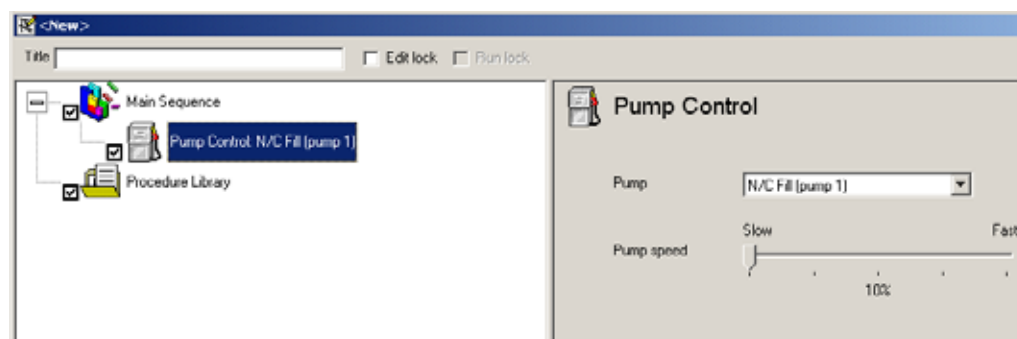 <New>
Title
Edit lock
Run lock
Main Sequence
Pump Control: N/C Fill (pump 1)
Procedure Library
Pump Control
Pump
N/C Fill (pump 1)
Slow
Fast
Pump speed
10%